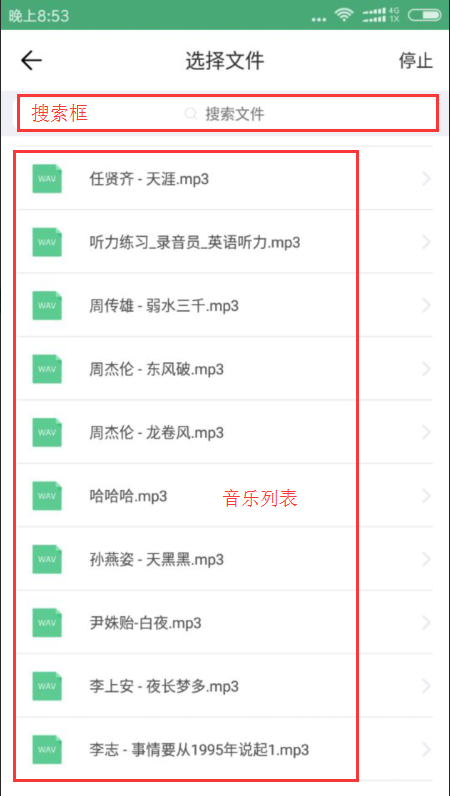 晚上8:53
4G
1X
选择文件
停止
搜索框
搜索文件
WAV
任贤齐 - 天涯.mp3
WAV
听力练习_录音员_英语听力.mp3
WAV
周传雄 - 弱水三千.mp3
WAV
周杰伦 - 东风破.mp3
WAV
周杰伦 - 龙卷风.mp3
WAV
哈哈哈.mp3
音乐列表
WAV
孙燕姿 - 天黑黑.mp3
WAV
尹姝贻-白夜.mp3
WAV
李上安 - 夜长梦多.mp3
WAV
李志 - 事情要从1995年说起1.mp3